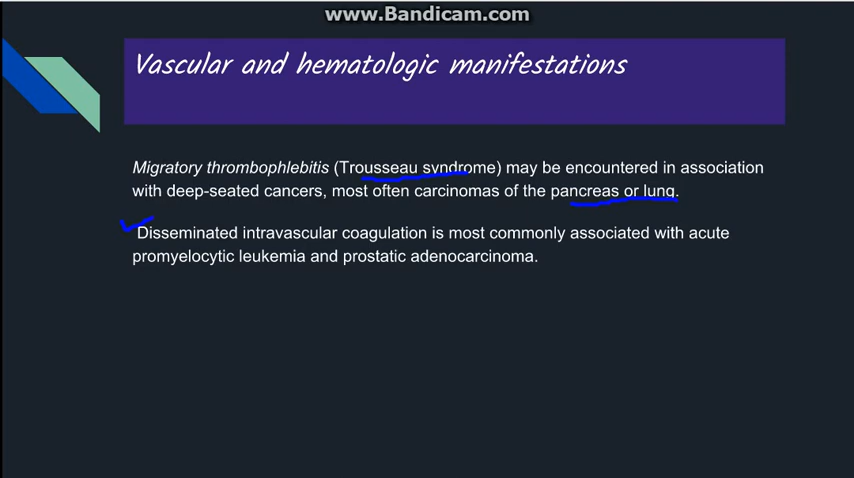 www.Bandicam.com
Vascular and hematologic manifestations
Migratory thrombophlebitis (Trousseau syndrome) may be encountered in association
with deep-seated cancers, most often carcinomas of the pancreas or lung.
Disseminated intravascular coagulation is most commonly associated with acute
promyelocytic leukemia and prostatic adenocarcinoma.